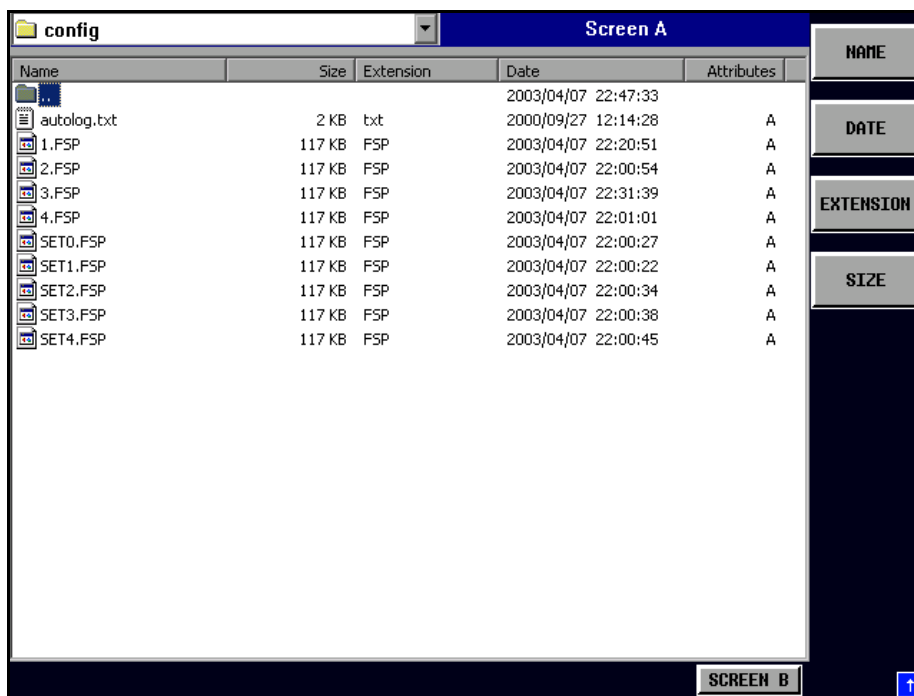 config
Screen A
NAME
Name Size Extension Date Attributes
.. 2003/04/07 22:47:33
autolog.txt 2 KB txt 2000/09/27 12:14:28 A
DATE
1.FSP 117 KB FSP 2003/04/07 22:20:51 A
2.FSP 117 KB FSP 2003/04/07 22:00:54 A
3.FSP 117 KB FSP 2003/04/07 22:31:39 A
EXTENSION
4.FSP 117 KB FSP 2003/04/07 22:01:01 A
SET0.FSP 117 KB FSP 2003/04/07 22:00:27 A
SET1.FSP 117 KB FSP 2003/04/07 22:00:22 A
SIZE
SET2.FSP 117 KB FSP 2003/04/07 22:00:34 A
SET3.FSP 117 KB FSP 2003/04/07 22:00:38 A
SET4.FSP 117 KB FSP 2003/04/07 22:00:45 A
SCREEN B